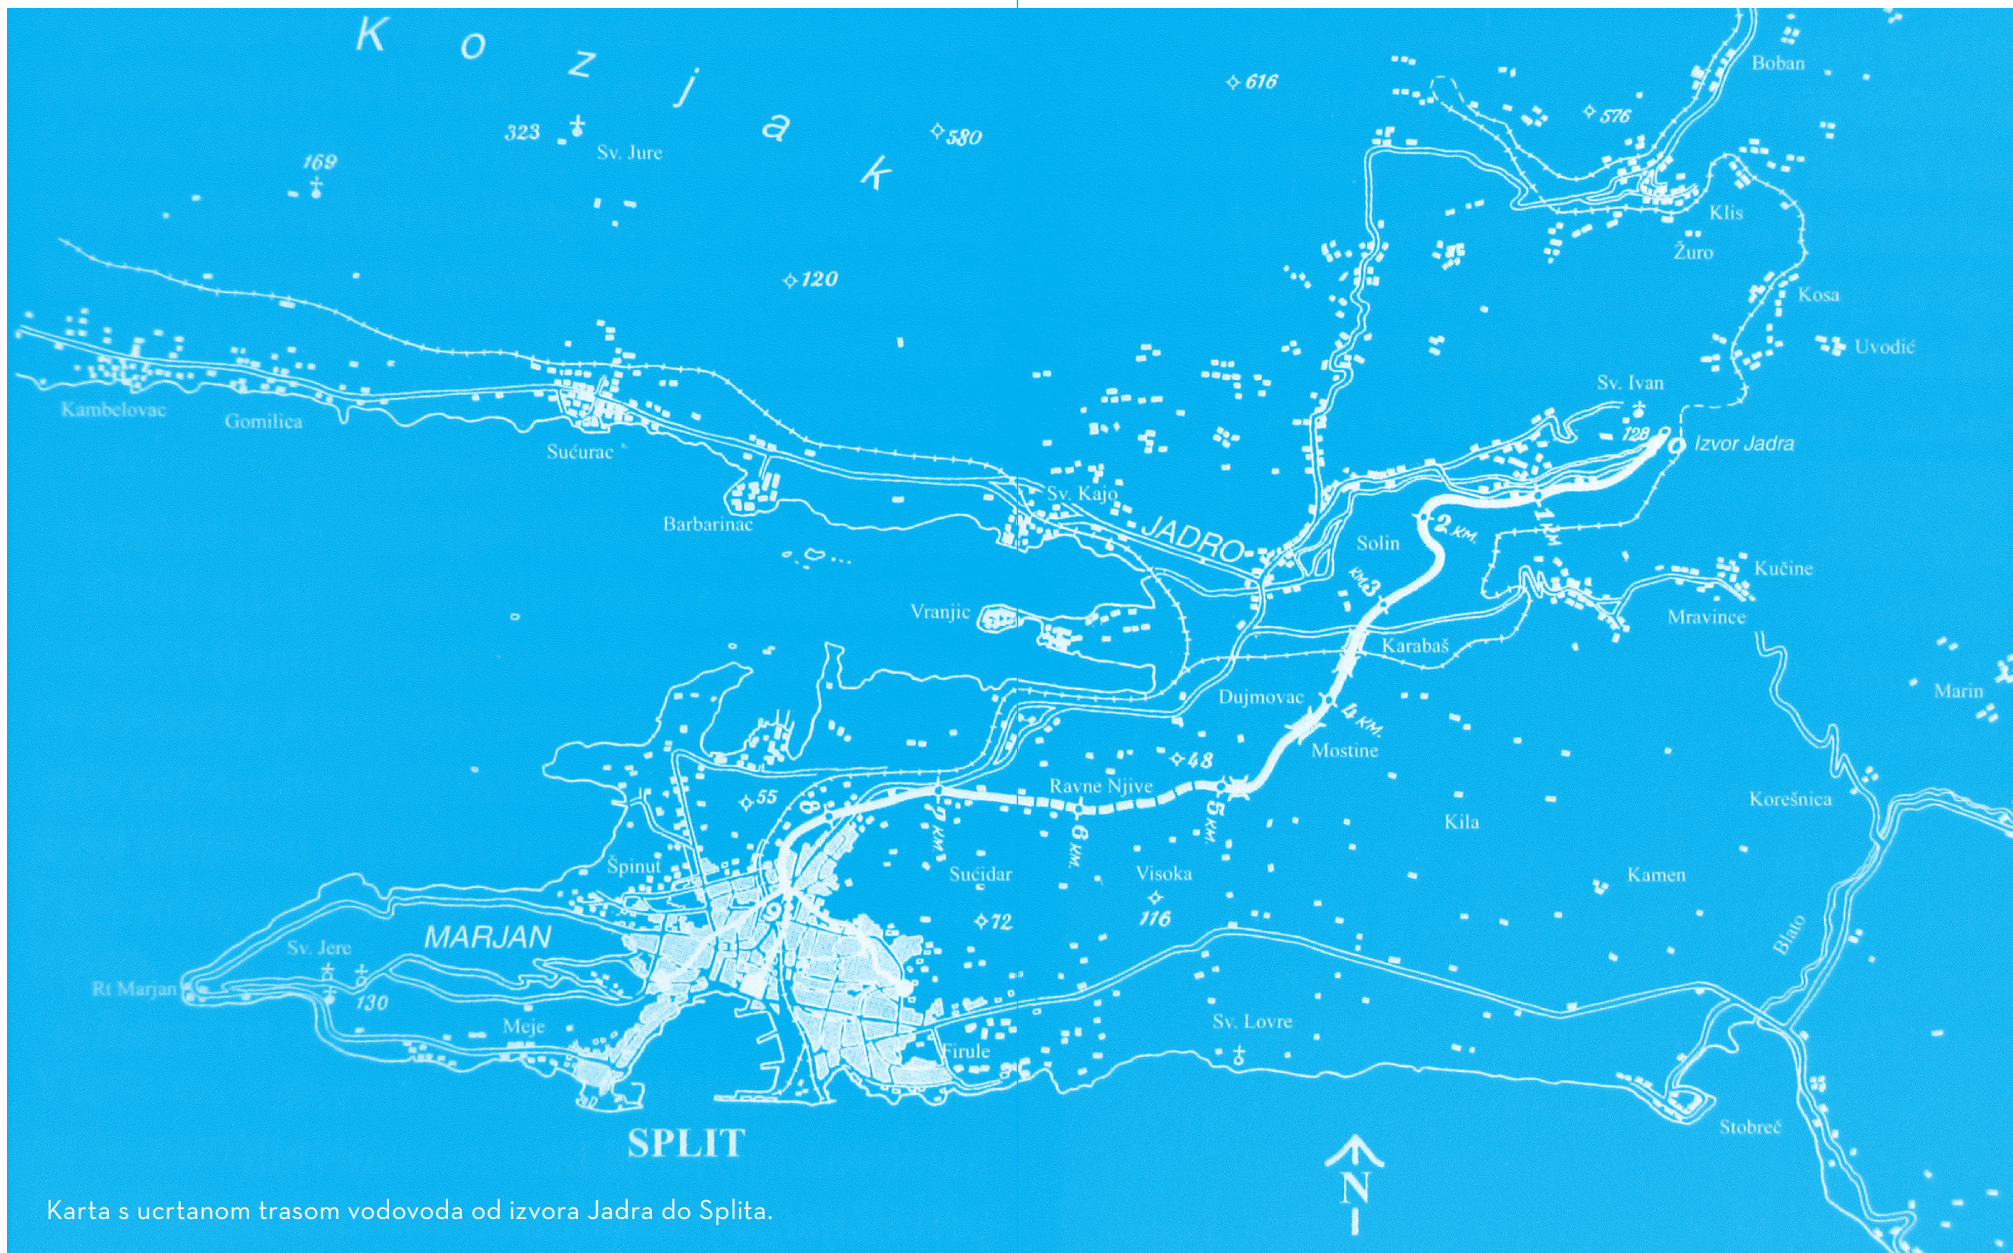 Kozjak
616
Boban
576
323
580
Sv. Jure
169
Klis
Žuro
120
Kosa
Uvodić
Sv. Ivan
Kambelovac
Gomilica
128
Izvor Jadra
Sućurac
Sv. Kajo
Barbarinac
JADRO
1 KM
2 KM.
Solin
Kučine
KM.3
Vranjic
Mravince
Karabaš
Marin
Dujmovac
4 KM.
Mostine
48
Ravne Njive
55
8
7 KM.
6 KM.
5 KM.
Korešnica
Kila
Špinut
Sućidar
Visoka
Kamen
9
72
116
MARJAN
Blato
Sv. Jere
Rt Marjan
130
Meje
Sv. Lovre
Firule
Stobreč
SPLIT
N
Karta s ucrtanom trasom vodovoda od izvora Jadra do Splita.